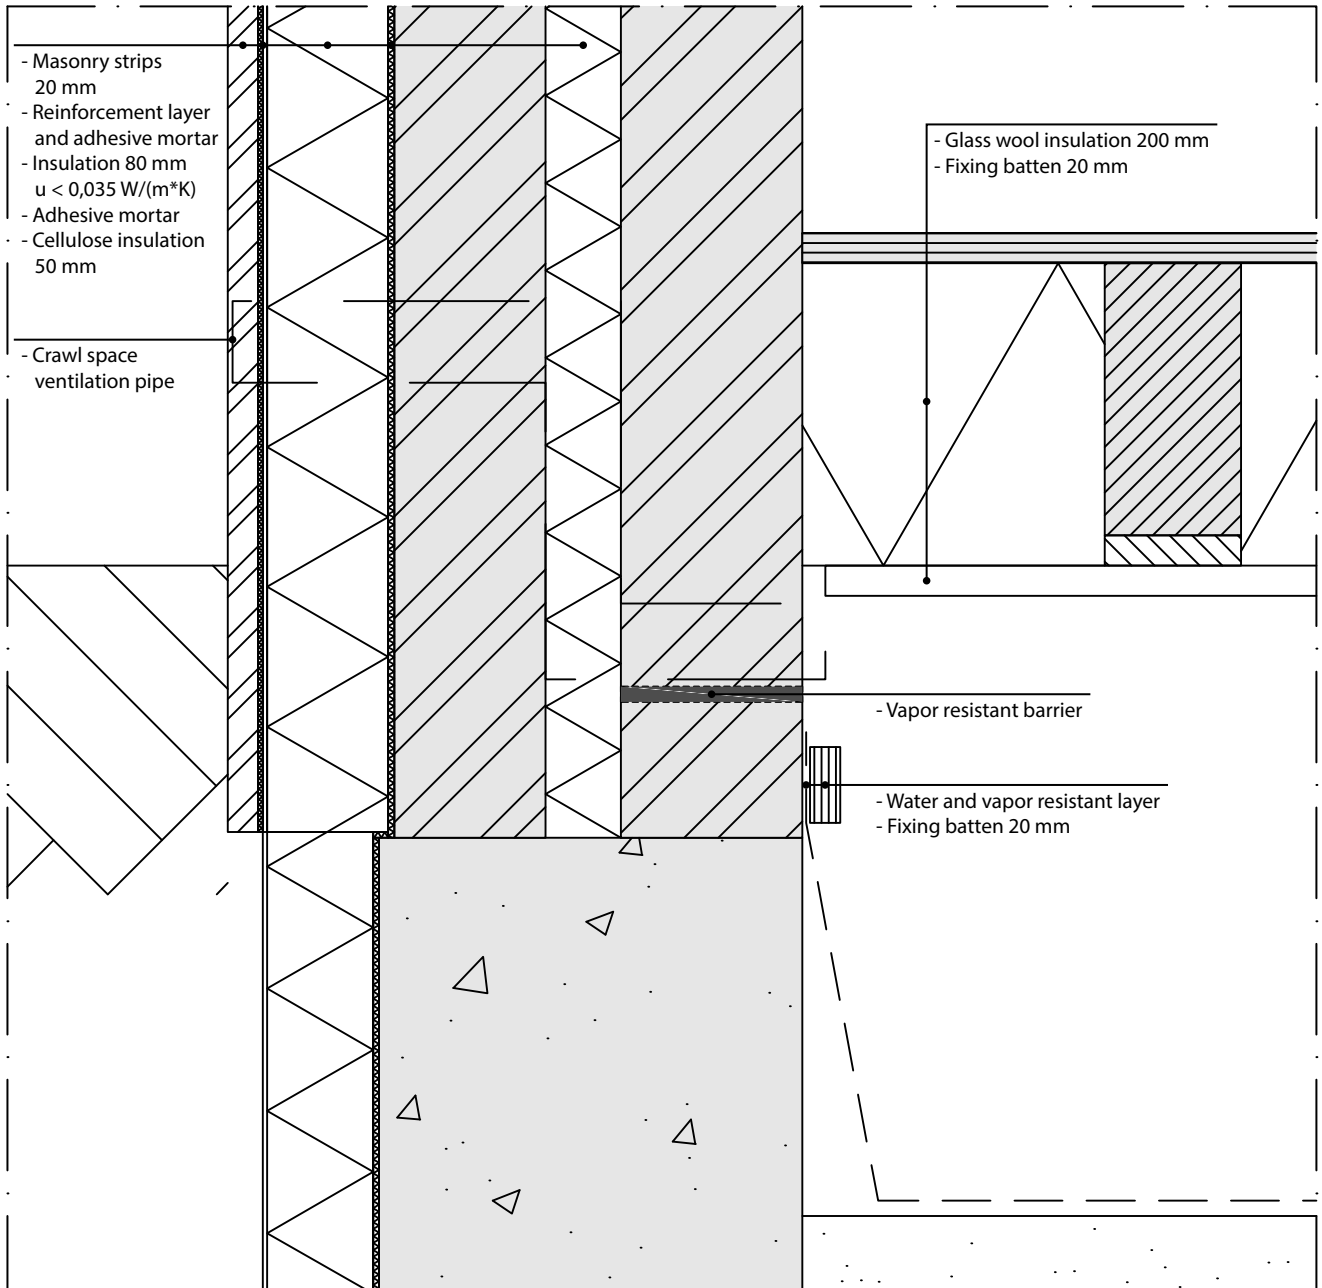 - Masonry strips
20 mm
- Reinforcement layer
and adhesive mortar
- Insulation 80 mm
u < 0,035 W/(m*K)
- Adhesive mortar
- Cellulose insulation
50 mm
- Crawl space
ventilation pipe
- Glass wool insulation 200 mm
- Fixing batten 20 mm
- Vapor resistant barrier
- Water and vapor resistant layer
- Fixing batten 20 mm